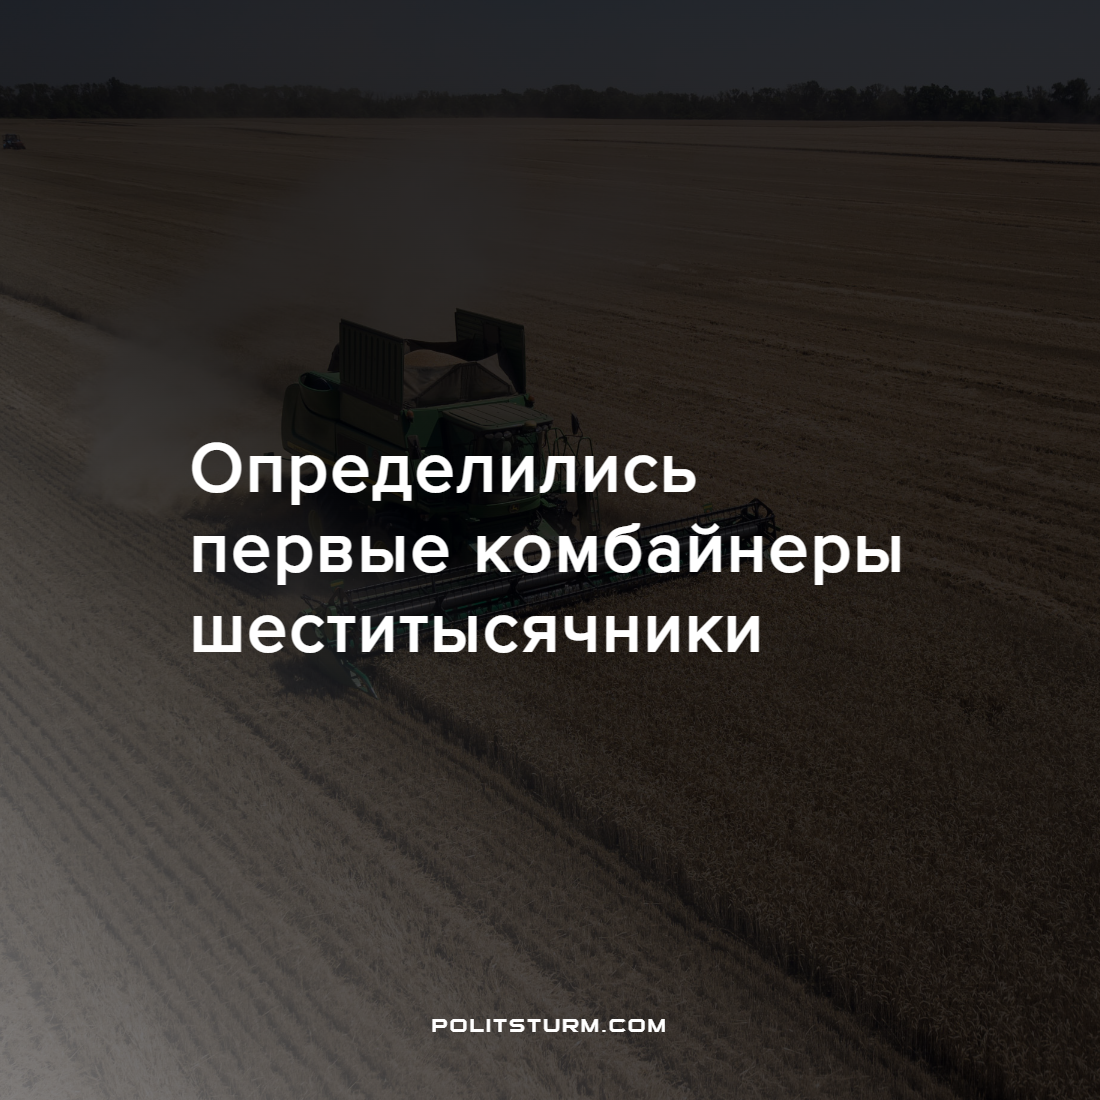 Определились
первые комбайнеры
шеститысячники
POLITSTURM.COM